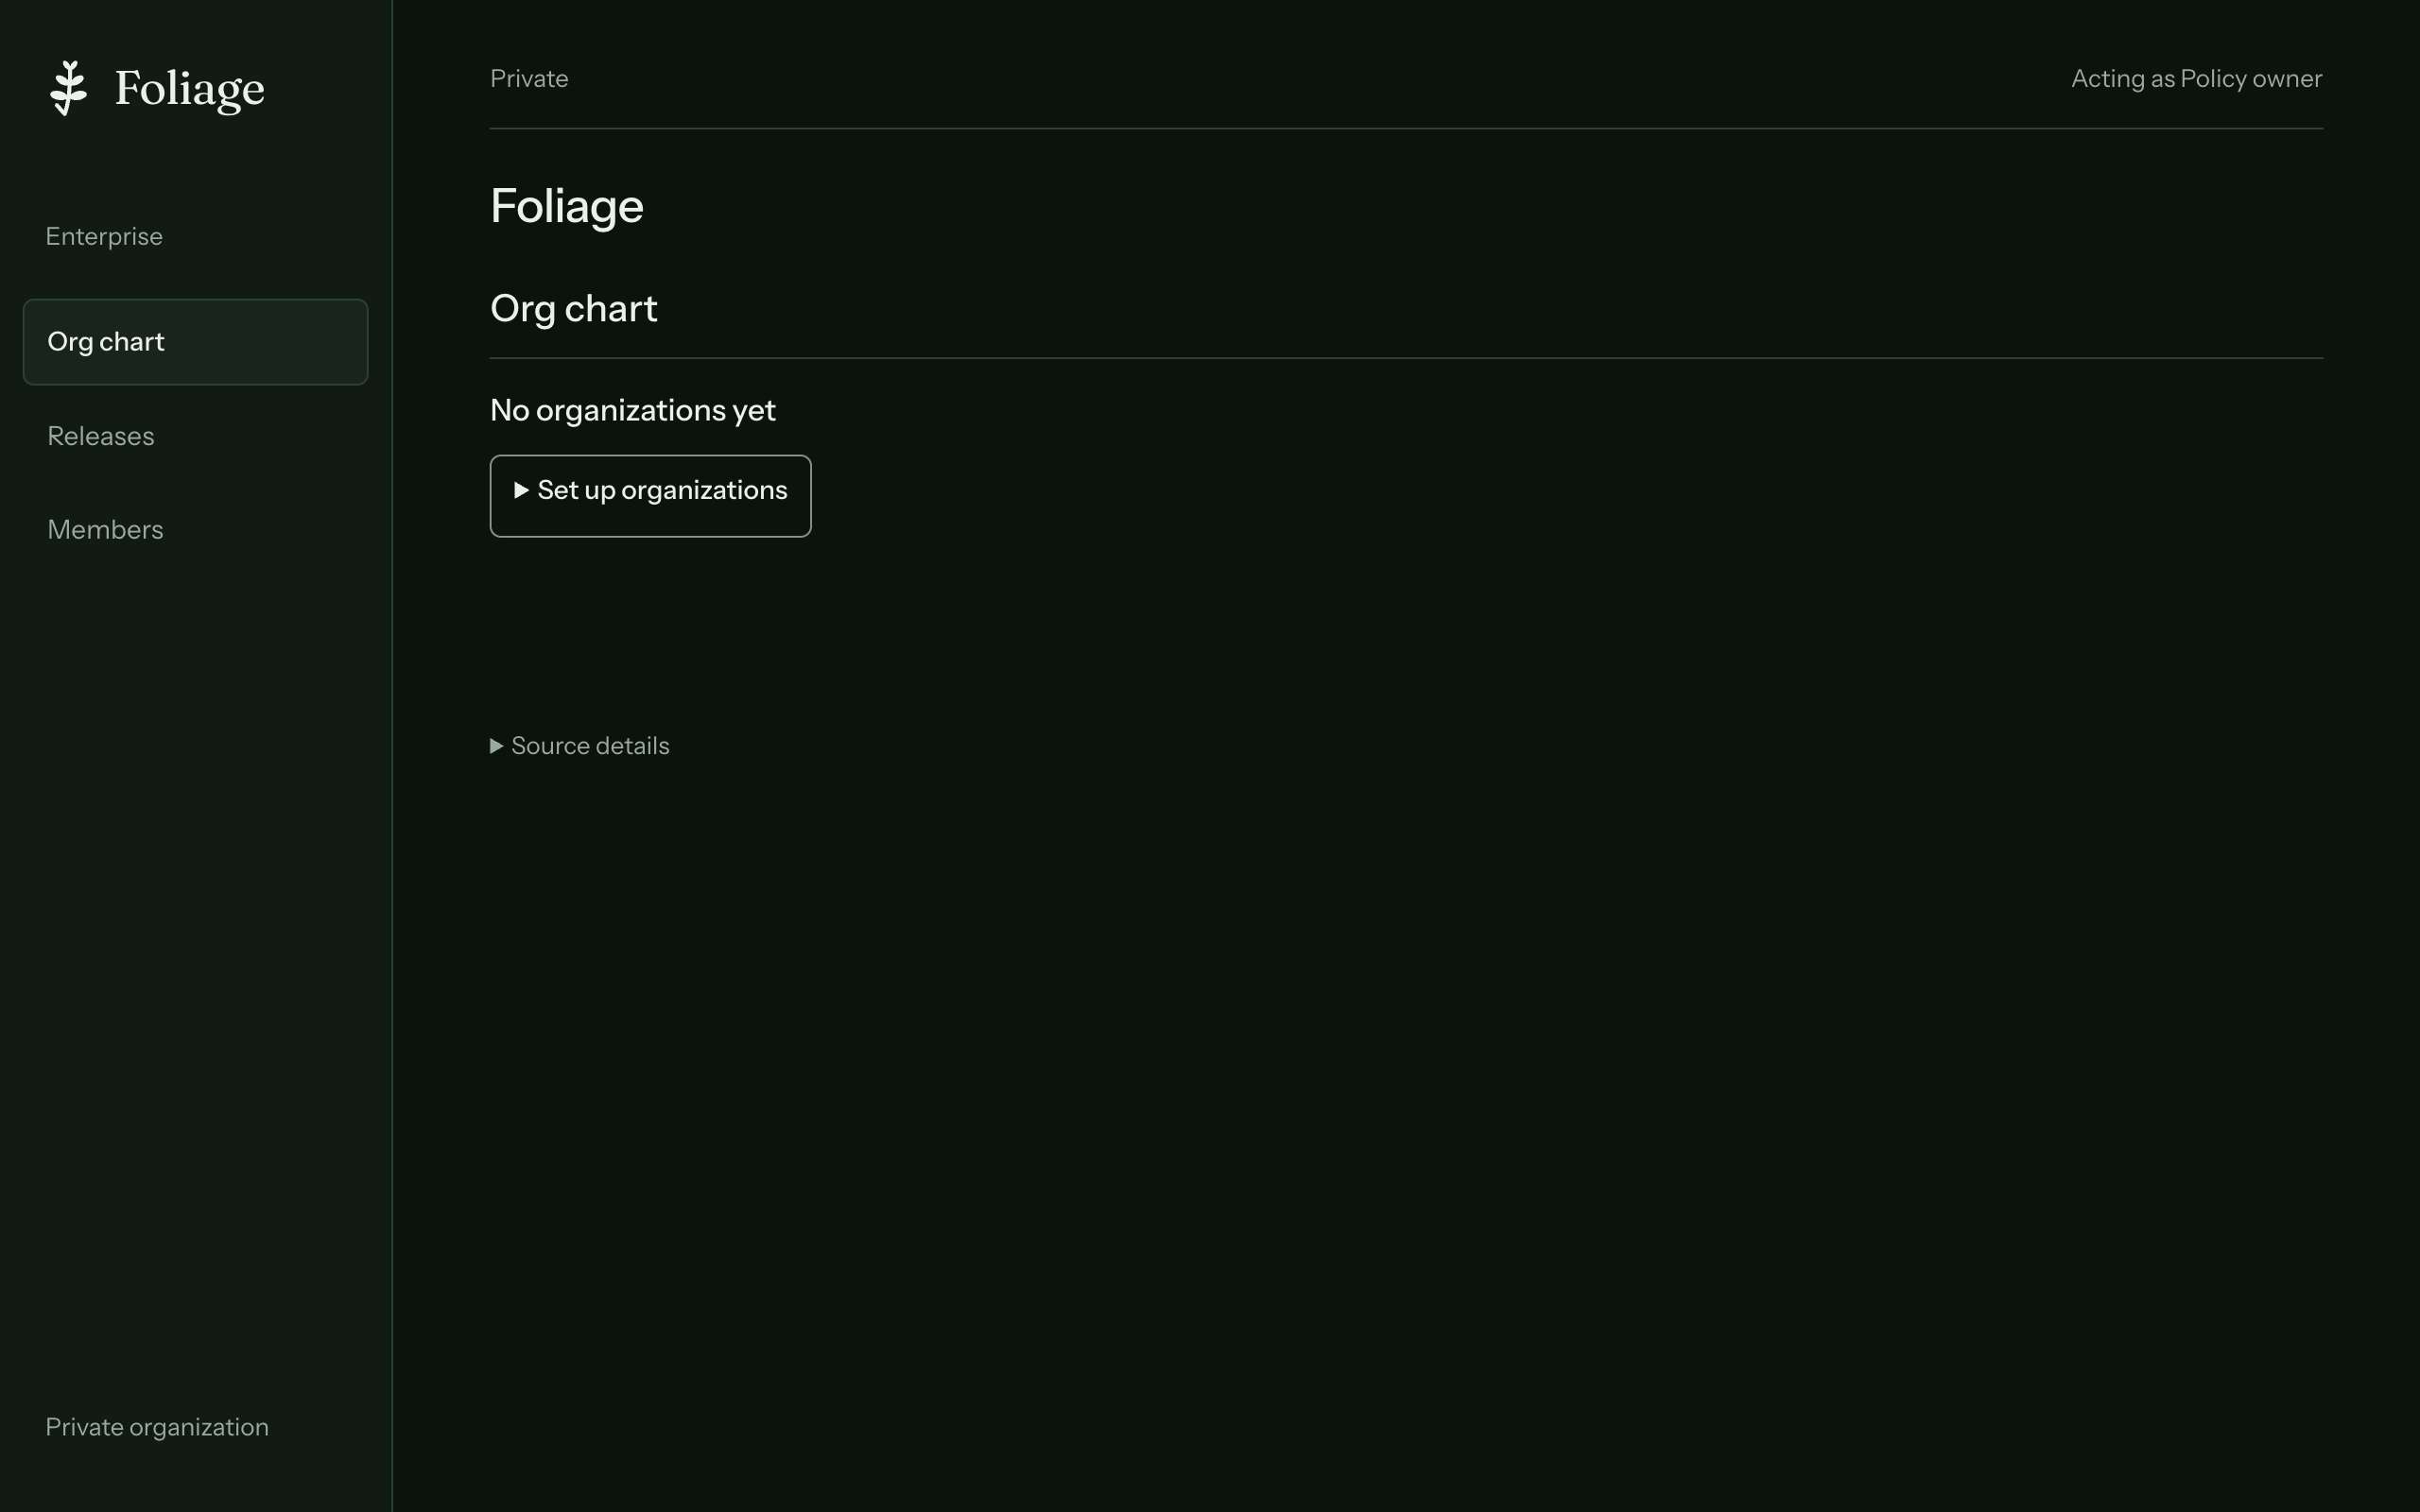 Foliage
Enterprise
Org chart
Releases
Members
Private organization
Private
Acting as Policy owner
Foliage
Org chart
No organizations yet
Set up organizations
Source details